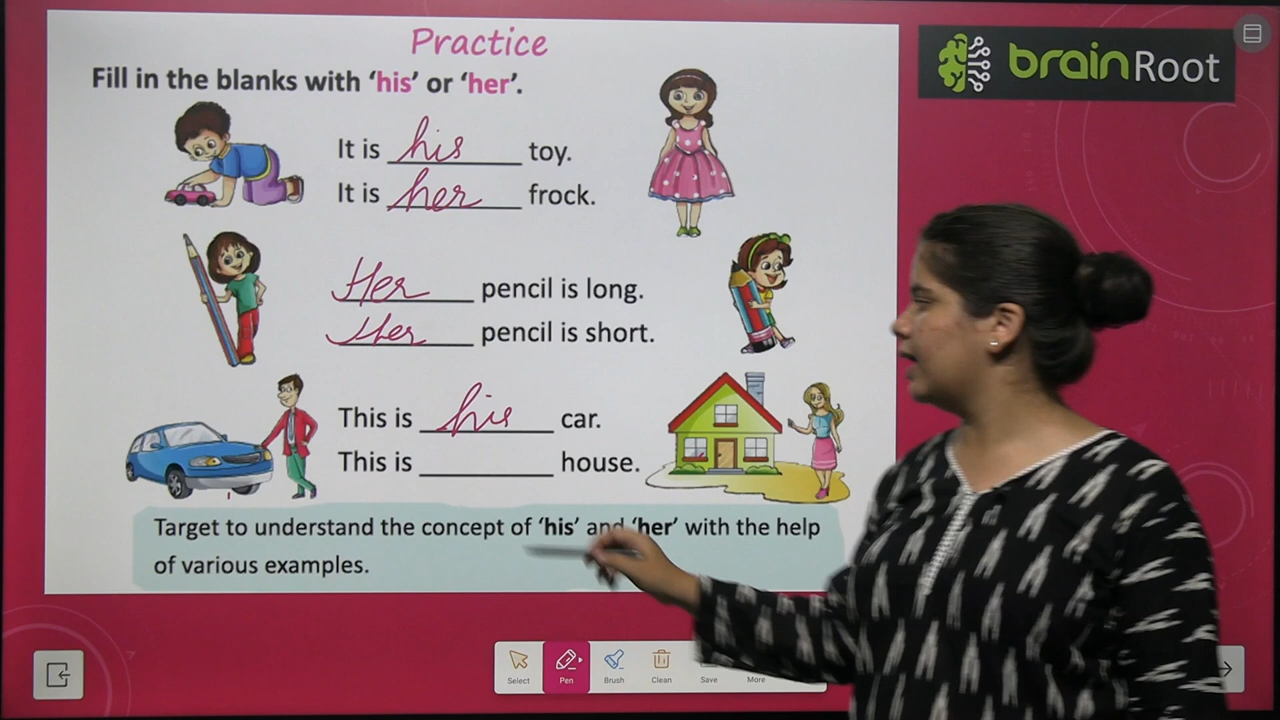 Practice
brainRoot
Fill in the blanks with ‘his’ or ‘her’.
It is his toy.
It is her frock.
Her pencil is long.
Her pencil is short.
This is his car.
This is __________ house.
Target to understand the concept of ‘his’ and ‘her’ with the help
of various examples.
Select Pen Brush Clean Save More